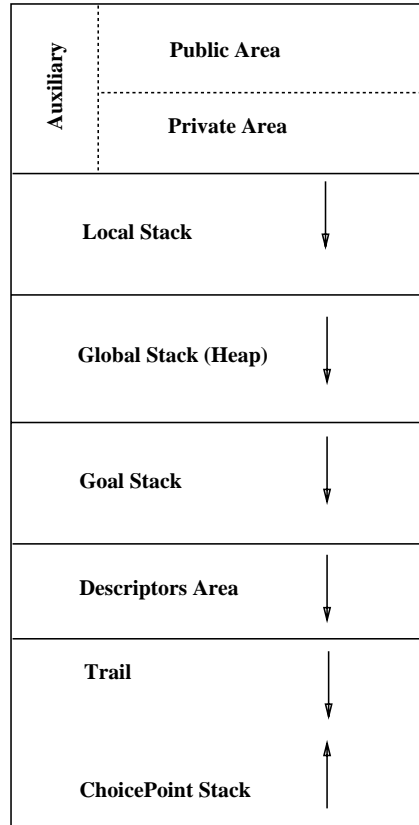 Auxiliary
Public Area
Private Area
Local Stack
Global Stack (Heap)
Goal Stack
Descriptors Area
Trail
ChoicePoint Stack